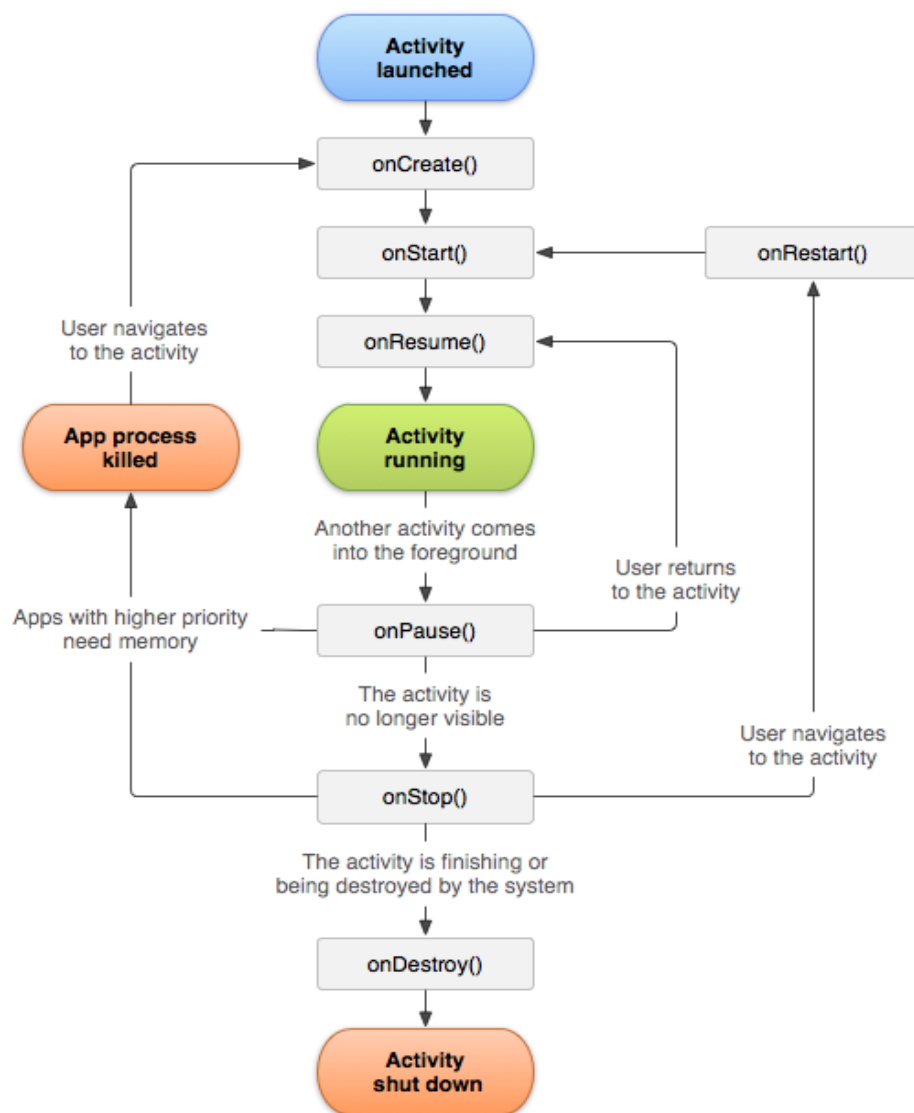 Activity
launched
onCreate()
onStart()
onRestart()
User navigates
to the activity
onResume()
App process
killed
Activity
running
Another activity comes
into the foreground
User returns
to the activity
Apps with higher priority
need memory
onPause()
The activity is
no longer visible
User navigates
to the activity
onStop()
The activity is finishing or
being destroyed by the system
onDestroy()
Activity
shut down